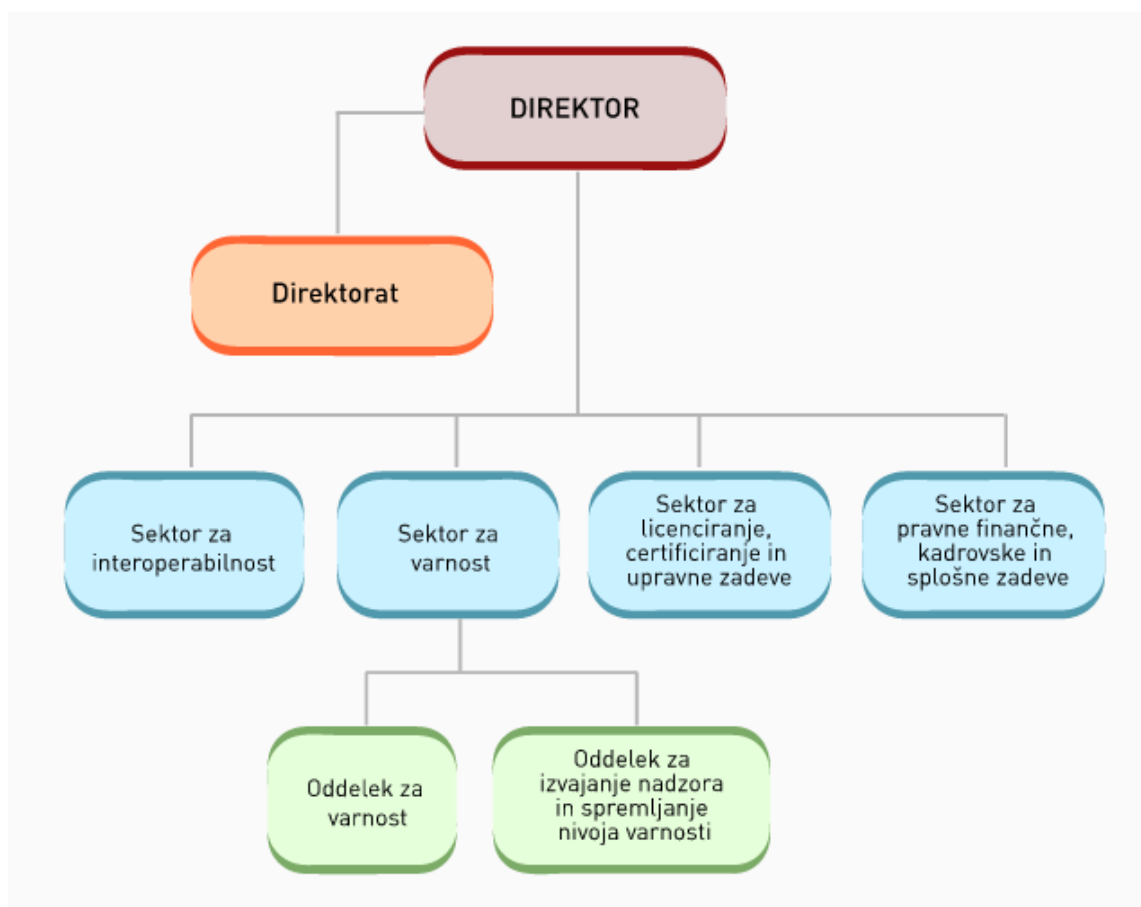 DIREKTOR
Direktorat
Sektor za
interoperabilnost
Sektor za
varnost
Sektor za
licenciranje,
certificiranje in
upravne zadeve
Sektor za
pravne finančne,
kadrovske in
splošne zadeve
Oddelek za
varnost
Oddelek za
izvajanje nadzora
in spremljanje
nivoja varnosti